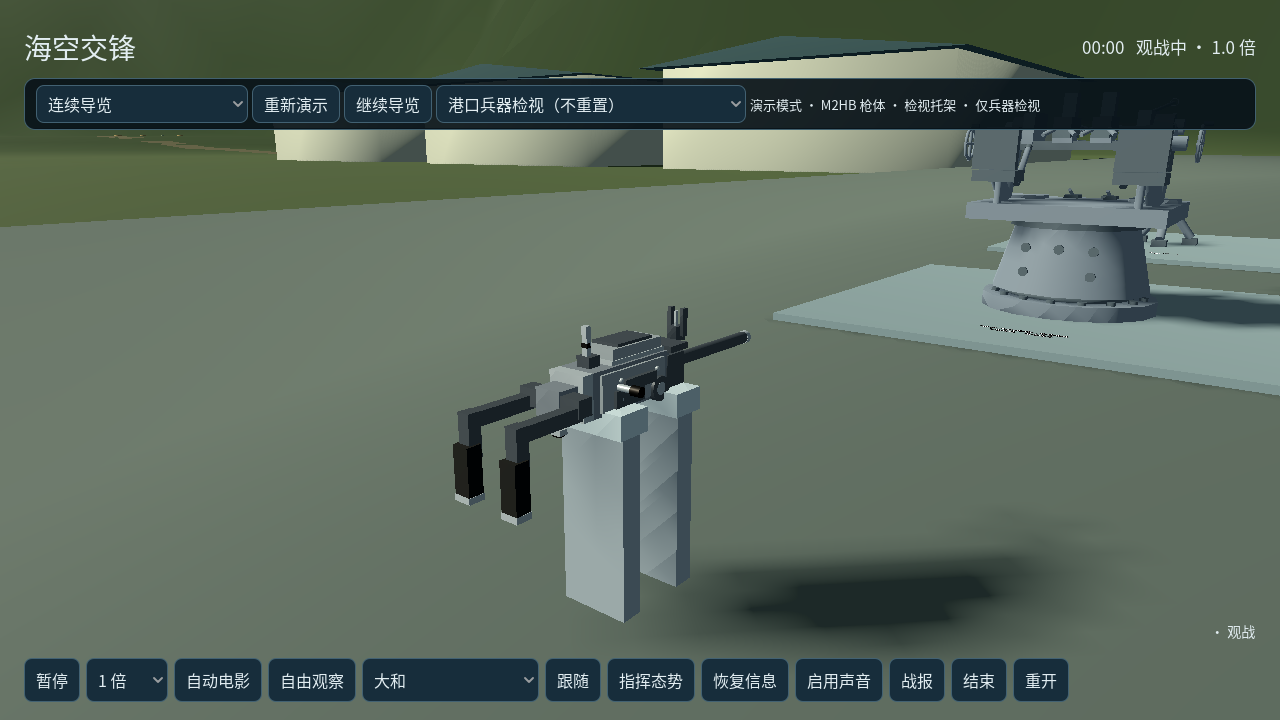 海空交锋
00:00 观战中 · 1.0 倍
连续导览 重新演示 继续导览 港口兵器检视（不重置） 演示模式 · M2HB 枪体 · 检视托架 · 仅兵器检视
· 观战
暂停 1 倍 自动电影 自由观察 大和 跟随 指挥态势 恢复信息 启用声音 战报 结束 重开